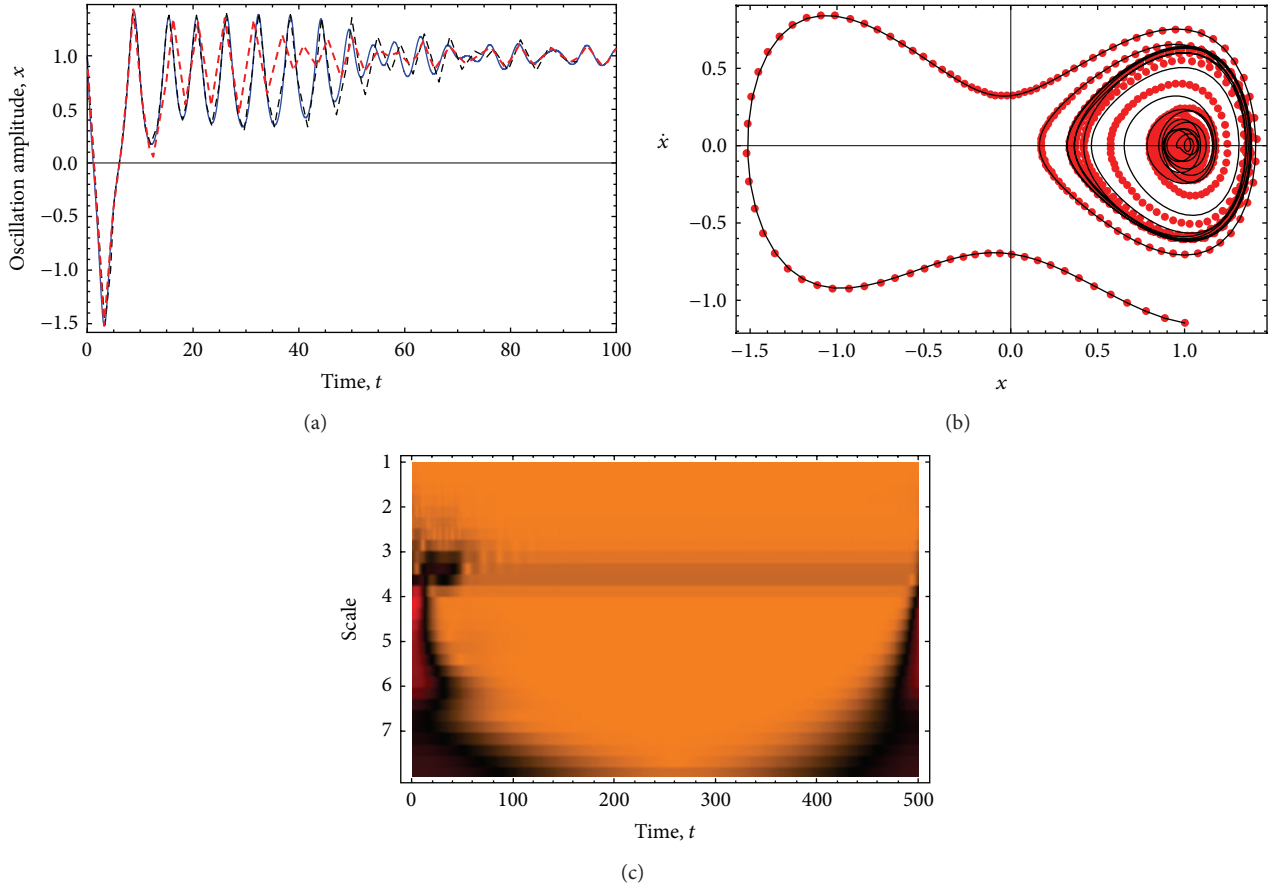 1.0
0.5
0.0
−0.5
−1.0
−1.5
Oscillation amplitude, x
0 20 40 60 80 100
Time, t
(a)
0.5
0.0
−0.5
−1.0
ẋ
−1.5 −1.0 −0.5 0.0 0.5 1.0
x
(b)
1
2
3
4
5
6
7
Scale
0 100 200 300 400 500
Time, t
(c)